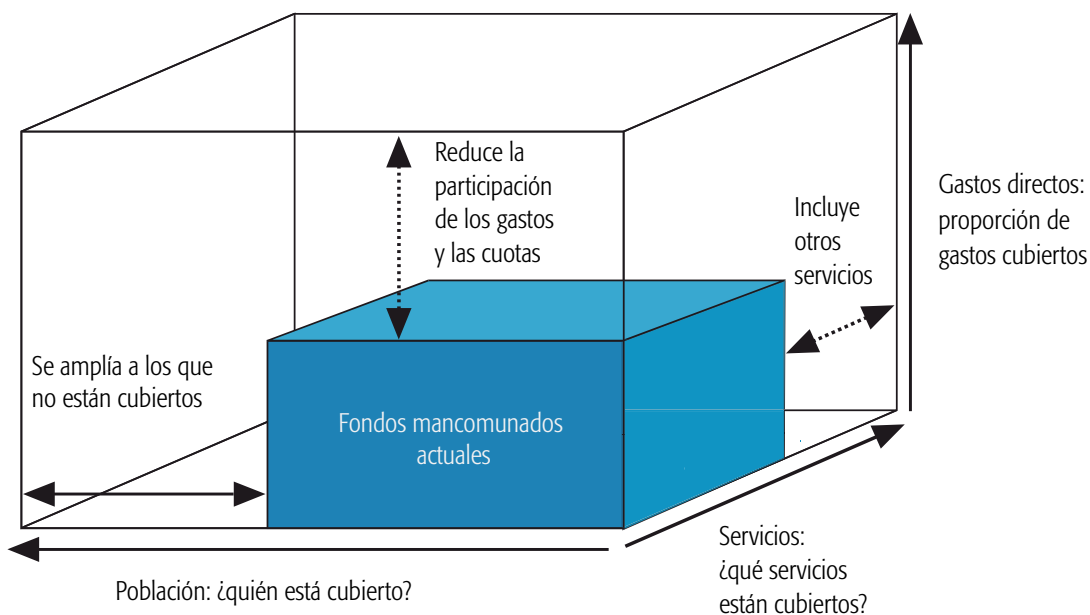 Reduce la
participación
de los gastos
y las cuotas
Incluye
otros
servicios
Gastos directos:
proporción de
gastos cubiertos
Se amplía a los que
no están cubiertos
Fondos mancomunados
actuales
Servicios:
¿qué servicios
están cubiertos?
Población: ¿quién está cubierto?